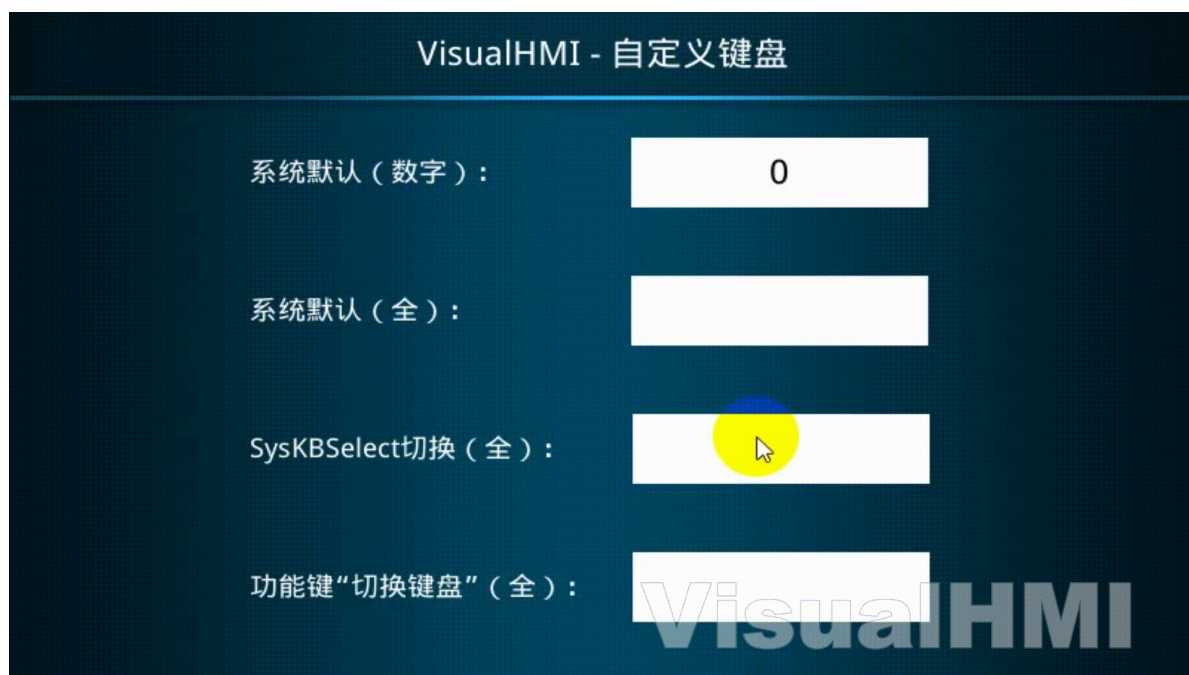 VisualHMI - 自定义键盘
系统默认（数字）:
0
系统默认（全）:
SysKBSelect切换（全）:
功能键“切换键盘”（全）:
VisualHMI